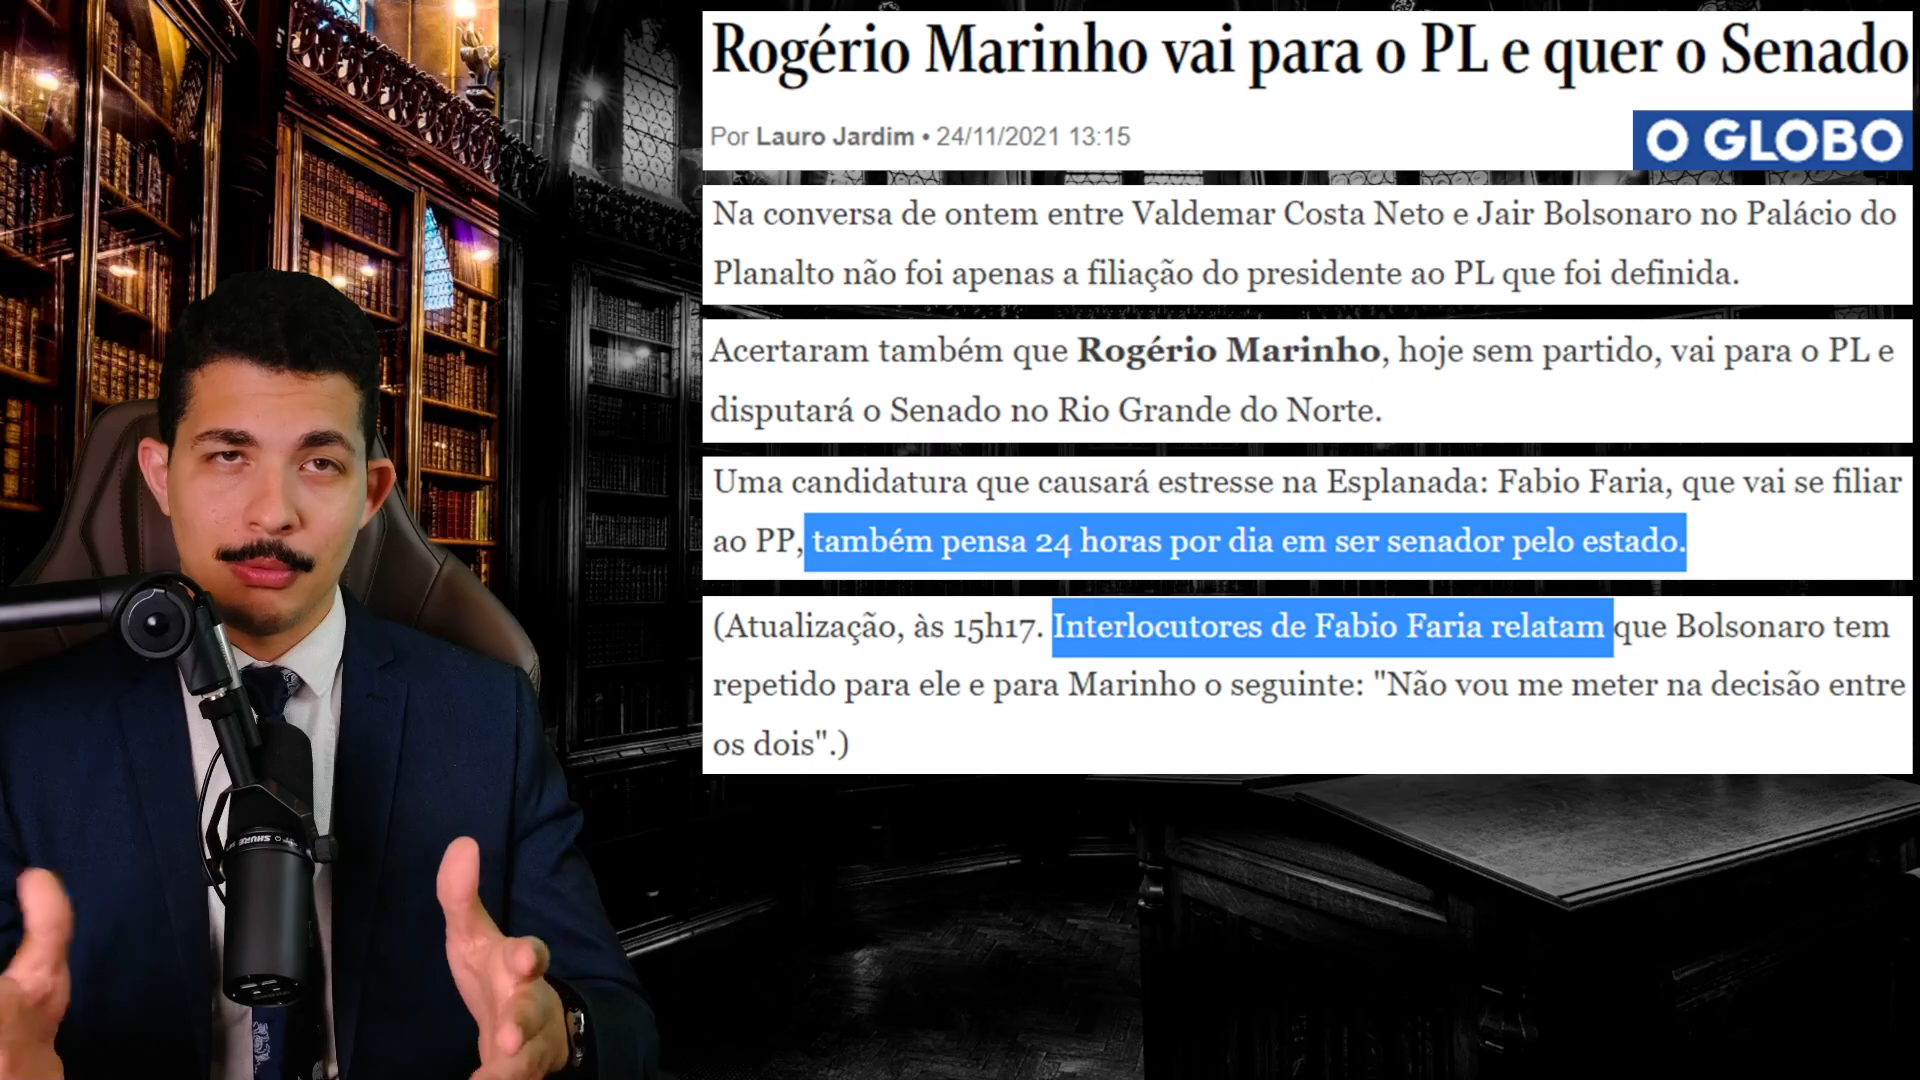 Rogério Marinho vai para o PL e quer o Senado
Por Lauro Jardim • 24/11/2021 13:15
O GLOBO
Na conversa de ontem entre Valdemar Costa Neto e Jair Bolsonaro no Palácio do
Planalto não foi apenas a filiação do presidente ao PL que foi definida.
Acertaram também que Rogério Marinho, hoje sem partido, vai para o PL e
disputará o Senado no Rio Grande do Norte.
Uma candidatura que causará estresse na Esplanada: Fabio Faria, que vai se filiar
ao PP, também pensa 24 horas por dia em ser senador pelo estado.
(Atualização, às 15h17. Interlocutores de Fabio Faria relatam que Bolsonaro tem
repetido para ele e para Marinho o seguinte: "Não vou me meter na decisão entre
os dois".)
SHURE